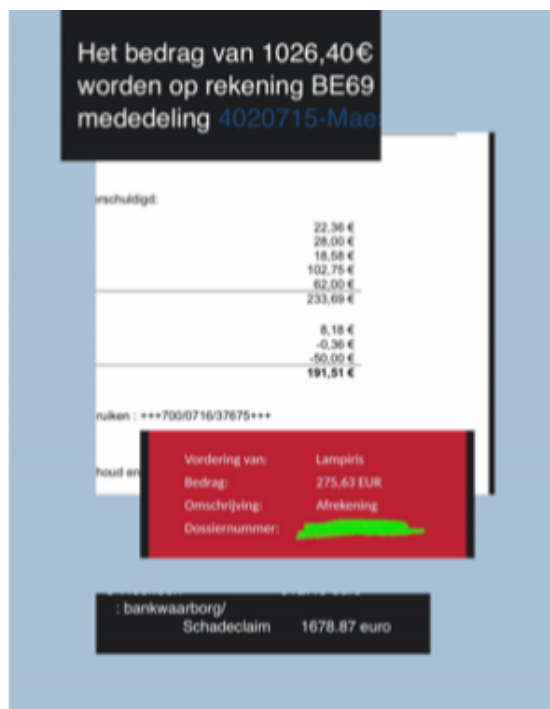 Het bedrag van 1026,40€
worden op rekening BE69
mededeling 4020715-Maes
erschuldigd:
22,36 €
28,00 €
18,58 €
102,75 €
62,00 €
233,69 €
8,18 €
-0,36 €
-50,00 €
191,51 €
ruiken : +++700/0716/37675+++
houd en
Vordering van: Lampiris
Bedrag: 275,63 EUR
Omschrijving: Afrekening
Dossiernummer:
: bankwaarborg/
Schadeclaim 1678.87 euro